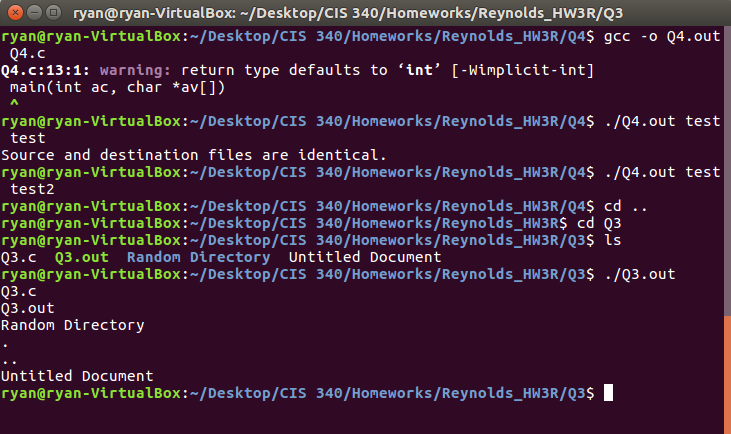 ryan@ryan-VirtualBox: ~/Desktop/CIS 340/Homeworks/Reynolds_HW3R/Q3
ryan@ryan-VirtualBox:~/Desktop/CIS 340/Homeworks/Reynolds_HW3R/Q4$ gcc -o Q4.out
 Q4.c
Q4.c:13:1: warning: return type defaults to ‘int’ [-Wimplicit-int]
 main(int ac, char *av[])
 ^
ryan@ryan-VirtualBox:~/Desktop/CIS 340/Homeworks/Reynolds_HW3R/Q4$ ./Q4.out test
 test
Source and destination files are identical.
ryan@ryan-VirtualBox:~/Desktop/CIS 340/Homeworks/Reynolds_HW3R/Q4$ ./Q4.out test
 test2
ryan@ryan-VirtualBox:~/Desktop/CIS 340/Homeworks/Reynolds_HW3R/Q4$ cd ..
ryan@ryan-VirtualBox:~/Desktop/CIS 340/Homeworks/Reynolds_HW3R$ cd Q3
ryan@ryan-VirtualBox:~/Desktop/CIS 340/Homeworks/Reynolds_HW3R/Q3$ ls
Q3.c  Q3.out  Random Directory  Untitled Document
ryan@ryan-VirtualBox:~/Desktop/CIS 340/Homeworks/Reynolds_HW3R/Q3$ ./Q3.out
Q3.c
Q3.out
Random Directory
.
..
Untitled Document
ryan@ryan-VirtualBox:~/Desktop/CIS 340/Homeworks/Reynolds_HW3R/Q3$